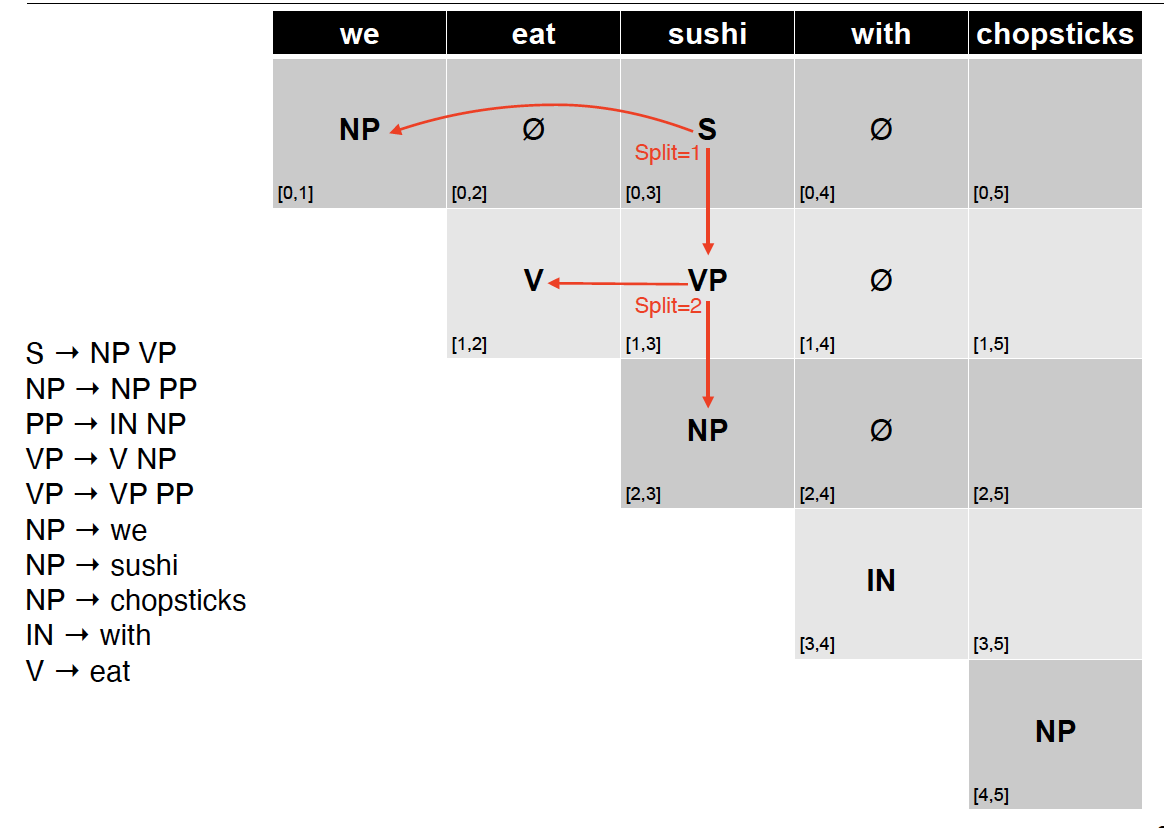 we eat sushi with chopsticks
NP Ø S Ø
Split=1
[0,1] [0,2] [0,3] [0,4] [0,5]
V VP Ø
Split=2
[1,2] [1,3] [1,4] [1,5]
NP Ø
[2,3] [2,4] [2,5]
IN
[3,4] [3,5]
NP
[4,5]
S → NP VP
NP → NP PP
PP → IN NP
VP → V NP
VP → VP PP
NP → we
NP → sushi
NP → chopsticks
IN → with
V → eat